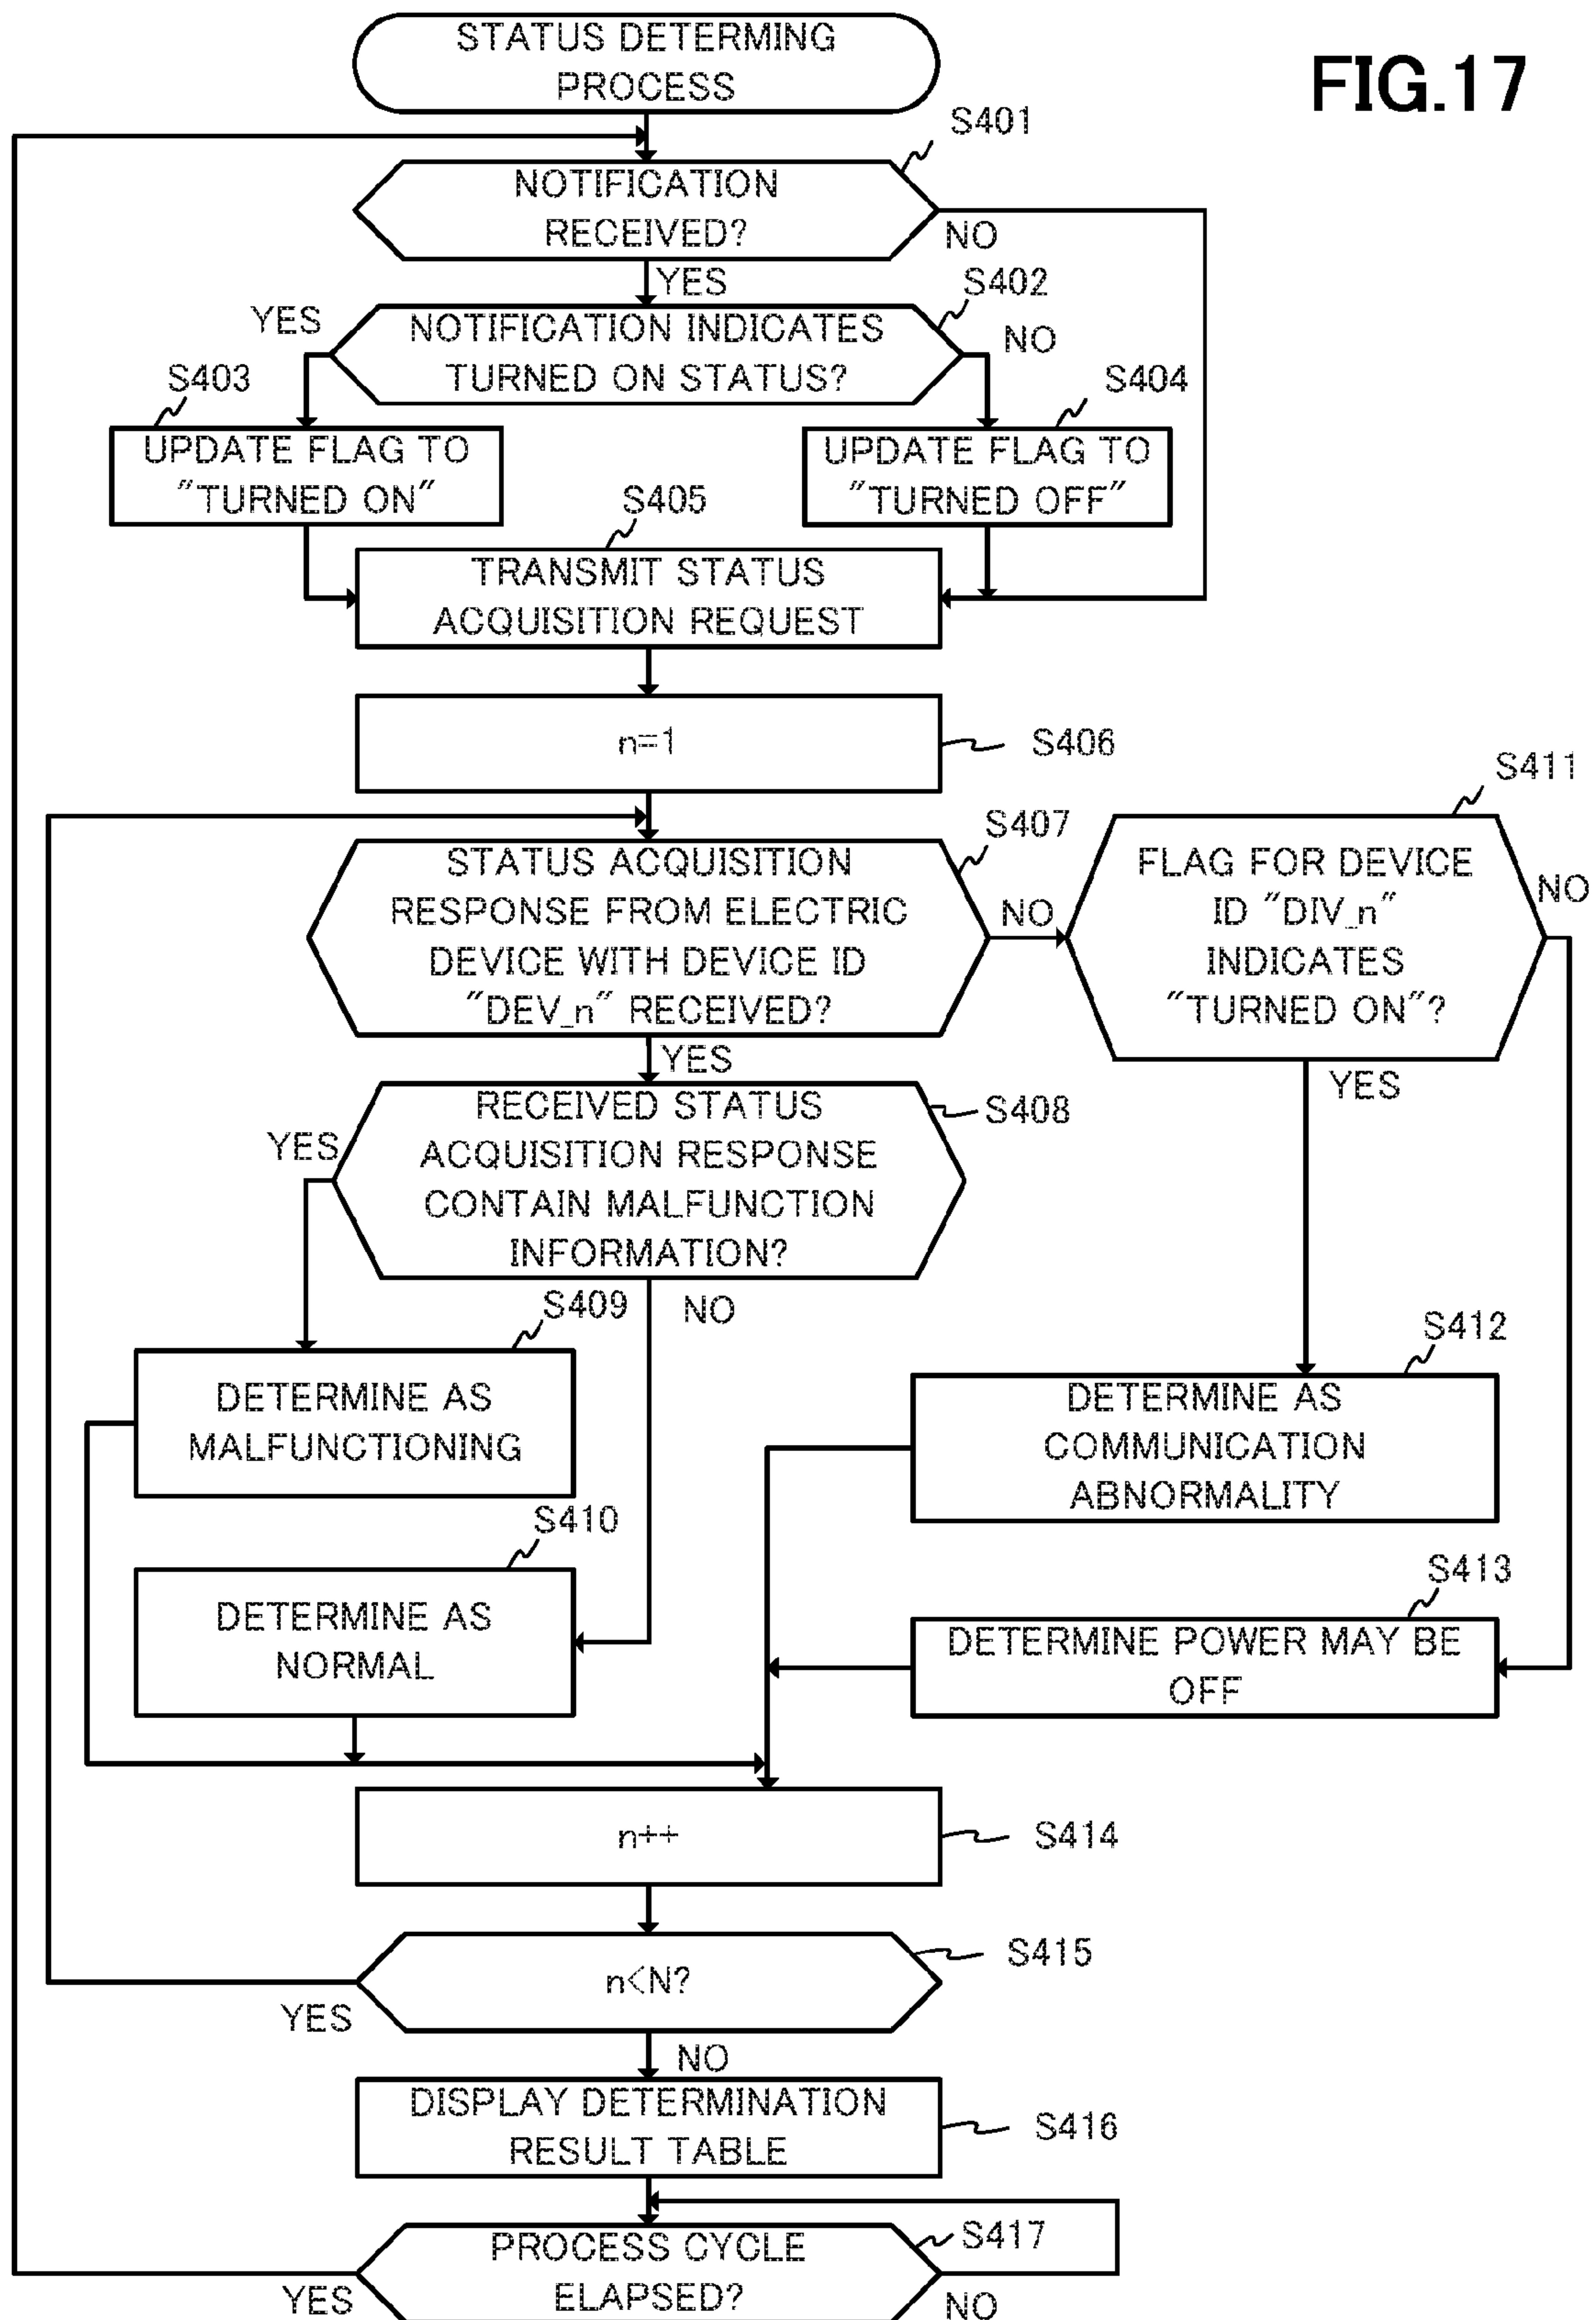 STATUS DETERMING
PROCESS
FIG.17
S401
NOTIFICATION
RECEIVED?
NO
YES
S402
YES
NOTIFICATION INDICATES
TURNED ON STATUS?
NO
S403
S404
UPDATE FLAG TO
"TURNED ON"
UPDATE FLAG TO
"TURNED OFF"
S405
TRANSMIT STATUS
ACQUISITION REQUEST
n=1
S406
S411
S407
STATUS ACQUISITION
RESPONSE FROM ELECTRIC
DEVICE WITH DEVICE ID
"DEV_n" RECEIVED?
NO
FLAG FOR DEVICE
ID "DIV_n"
INDICATES
"TURNED ON"?
NO
YES
YES
RECEIVED STATUS
ACQUISITION RESPONSE
CONTAIN MALFUNCTION
INFORMATION?
S408
YES
NO
S409
S412
DETERMINE AS
MALFUNCTIONING
DETERMINE AS
COMMUNICATION
ABNORMALITY
S410
DETERMINE AS
NORMAL
S413
DETERMINE POWER MAY BE
OFF
n++
S414
n<N?
S415
YES
NO
DISPLAY DETERMINATION
RESULT TABLE
S416
PROCESS CYCLE
ELAPSED?
S417
YES
NO